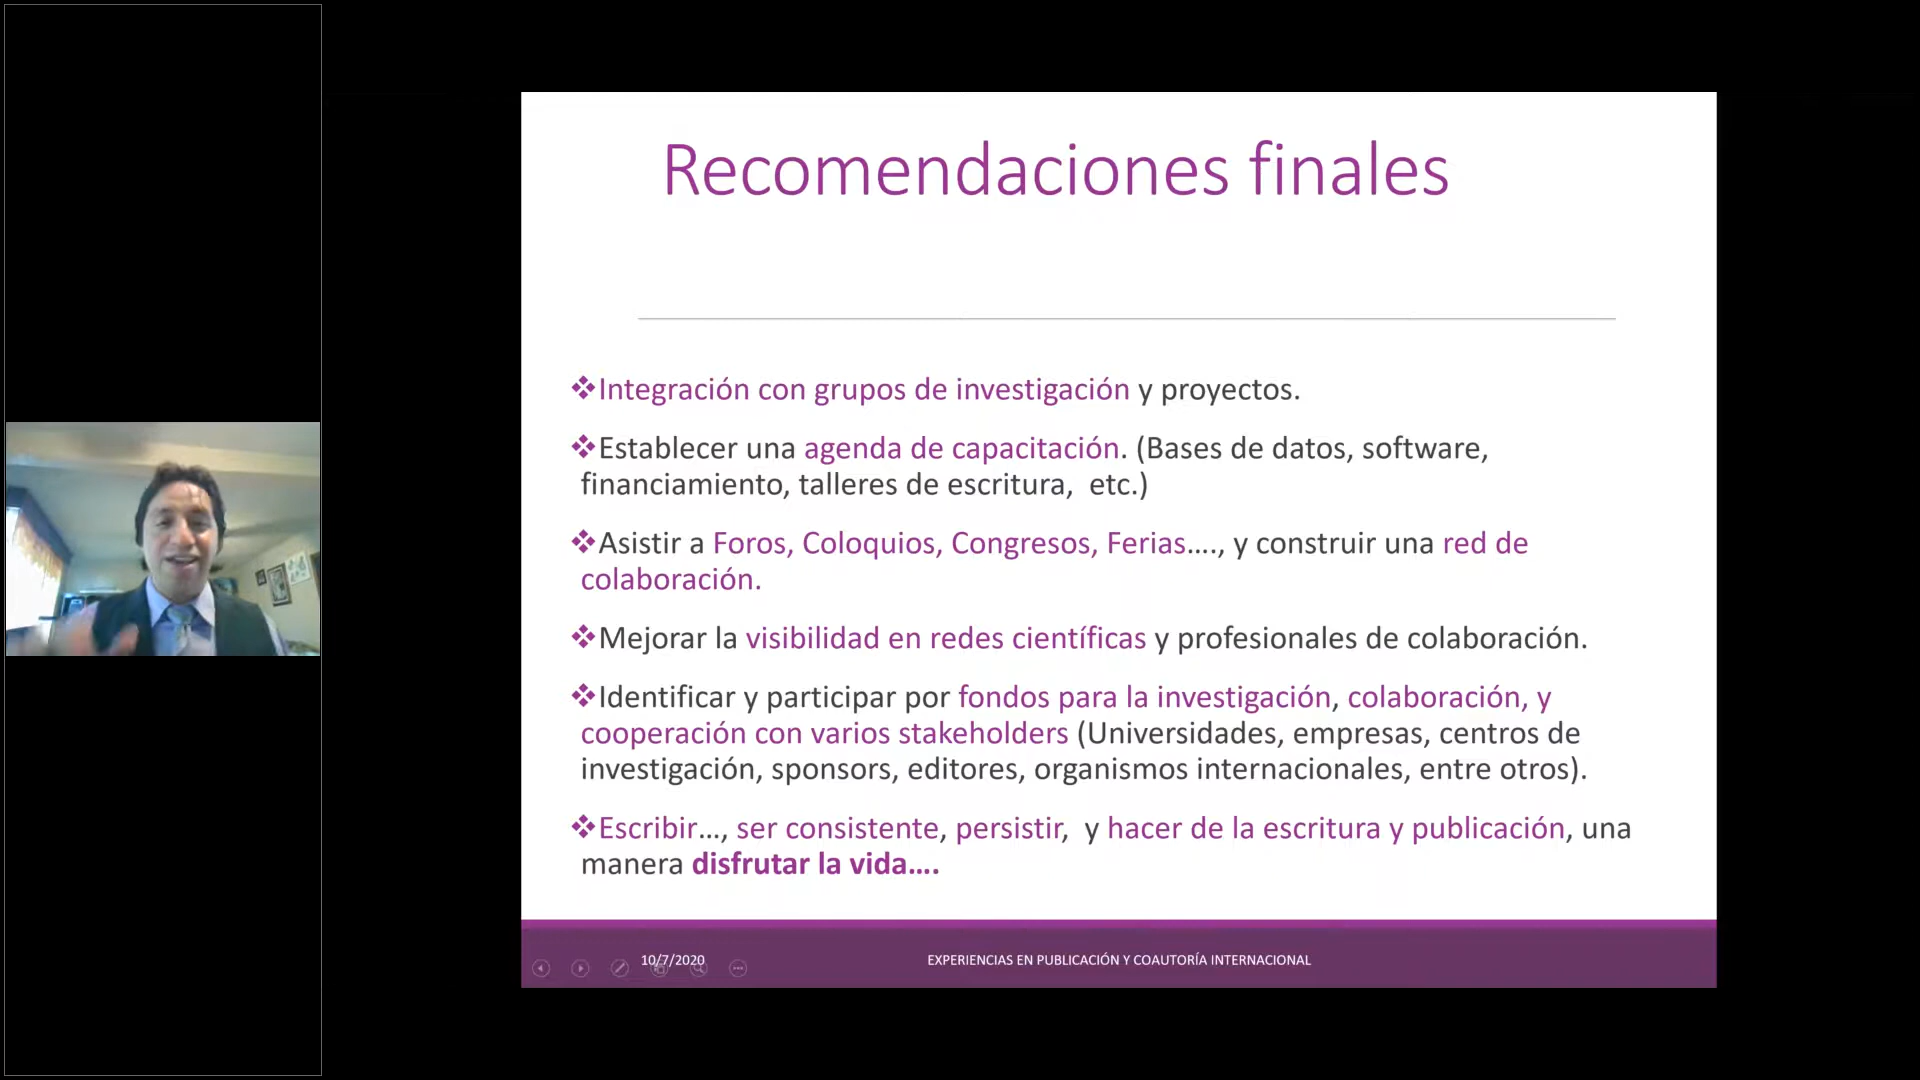 Recomendaciones finales
❖Integración con grupos de investigación y proyectos.
❖Establecer una agenda de capacitación. (Bases de datos, software,
financiamiento, talleres de escritura,  etc.)
❖Asistir a Foros, Coloquios, Congresos, Ferias…., y construir una red de
colaboración.
❖Mejorar la visibilidad en redes científicas y profesionales de colaboración.
❖Identificar y participar por fondos para la investigación, colaboración, y
cooperación con varios stakeholders (Universidades, empresas, centros de
investigación, sponsors, editores, organismos internacionales, entre otros).
❖Escribir…, ser consistente, persistir,  y hacer de la escritura y publicación, una
manera disfrutar la vida….
10/7/2020
EXPERIENCIAS EN PUBLICACIÓN Y COAUTORÍA INTERNACIONAL